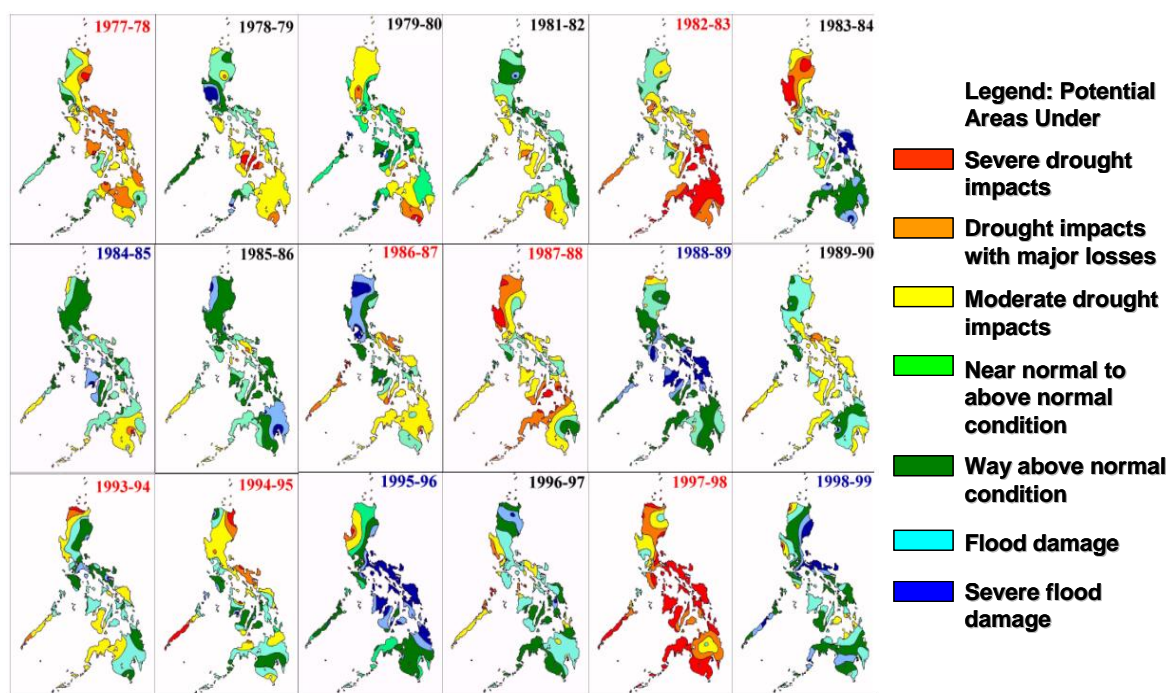 1977-78
1978-79
1979-80
1981-82
1982-83
1983-84
1984-85
1985-86
1986-87
1987-88
1988-89
1989-90
1993-94
1994-95
1995-96
1996-97
1997-98
1998-99
Legend: Potential
Areas Under
Severe drought
impacts
Drought impacts
with major losses
Moderate drought
impacts
Near normal to
above normal
condition
Way above normal
condition
Flood damage
Severe flood
damage